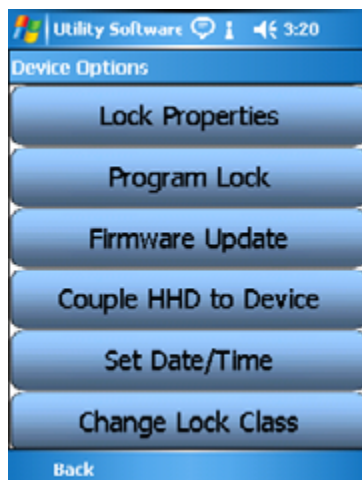 Utility Software 3:20
Device Options
Lock Properties
Program Lock
Firmware Update
Couple HHD to Device
Set Date/Time
Change Lock Class
Back